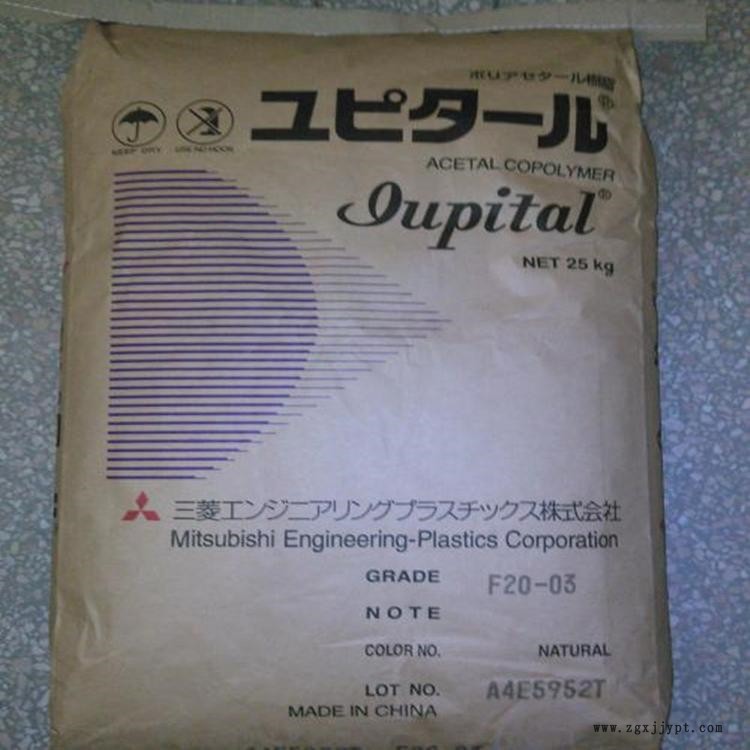 ポリアセタール樹脂
ユピタール®
KEEP DRY
USE NO HOOK
ACETAL COPOLYMER
Iupital®
NET 25 kg
三菱エンジニアリングプラスチックス株式会社
Mitsubishi Engineering-Plastics Corporation
GRADE F20-03
NOTE
COLOR NO. NATURAL
LOT NO. A4E5952T
MADE IN CHINA
www.zgxjjypt.com